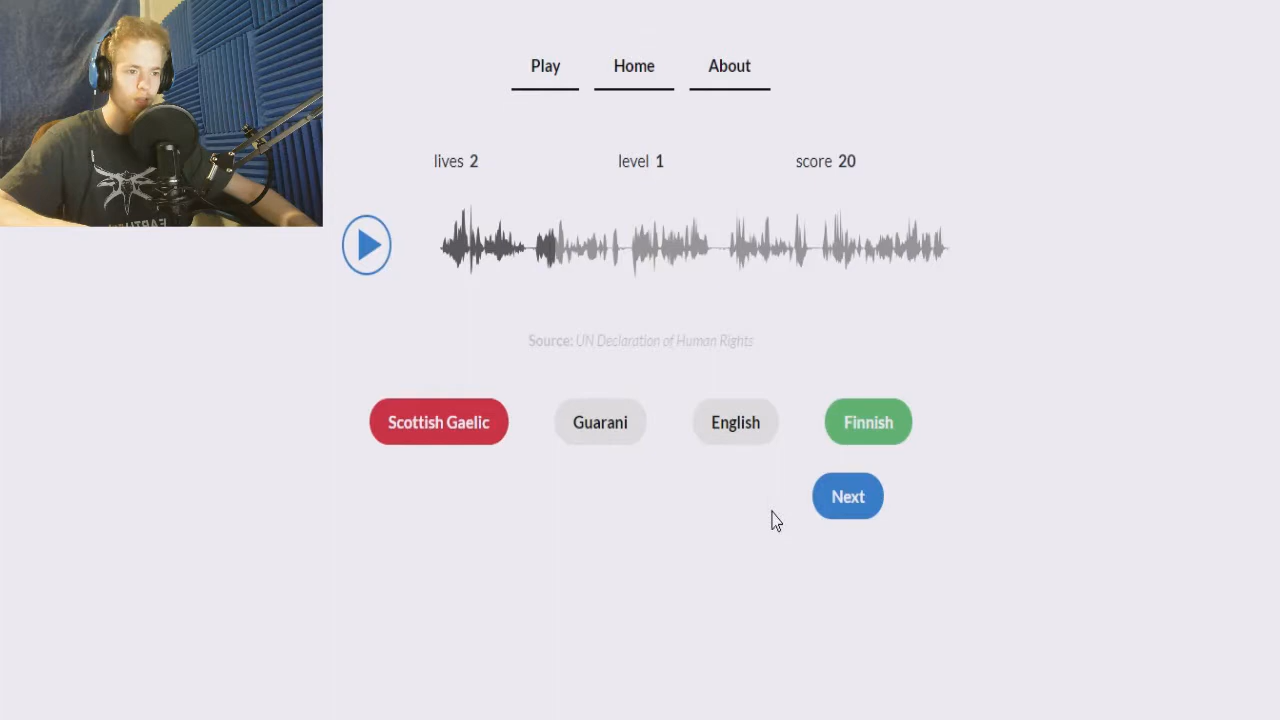 Play Home About
lives 2 level 1 score 20
Source: UN Declaration of Human Rights
Scottish Gaelic Guarani English Finnish
Next